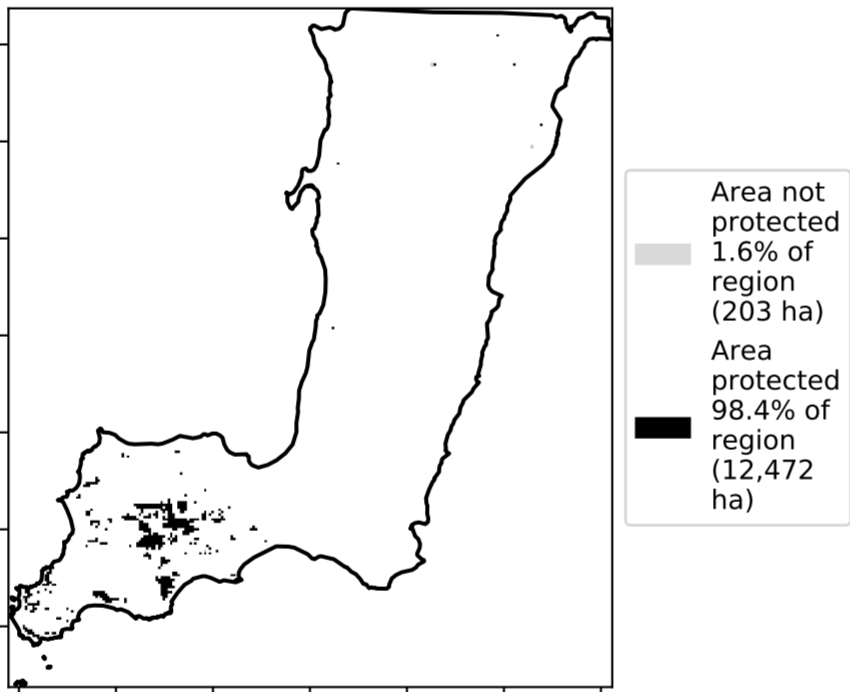 Area not
protected
1.6% of
region
(203 ha)
Area
protected
98.4% of
region
(12,472
ha)